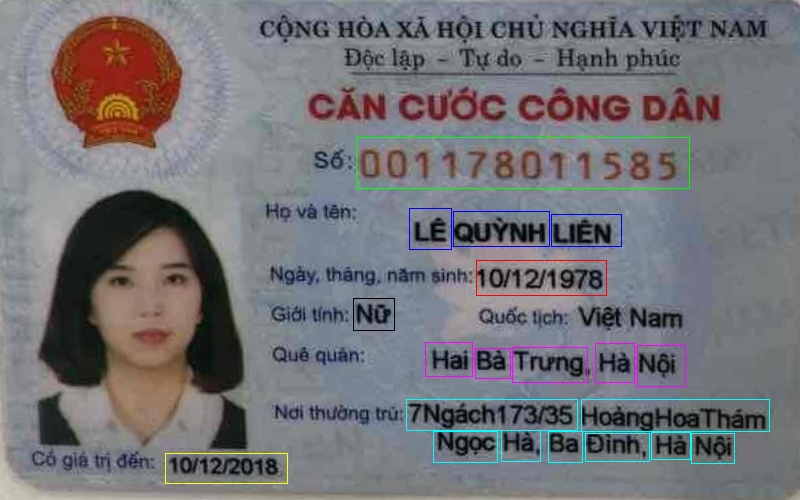 CỘNG HÒA XÃ HỘI CHỦ NGHĨA VIỆT NAM
Độc lập - Tự do - Hạnh phúc
CĂN CƯỚC CÔNG DÂN
Số: 001178011585
Họ và tên:
LÊ QUỲNH LIÊN
Ngày, tháng, năm sinh: 10/12/1978
Giới tính: Nữ Quốc tịch: Việt Nam
Quê quán: Hai Bà Trưng, Hà Nội
Nơi thường trú: 7Ngách173/35 HoàngHoaThám
Ngọc Hà, Ba Đình, Hà Nội
Có giá trị đến: 10/12/2018